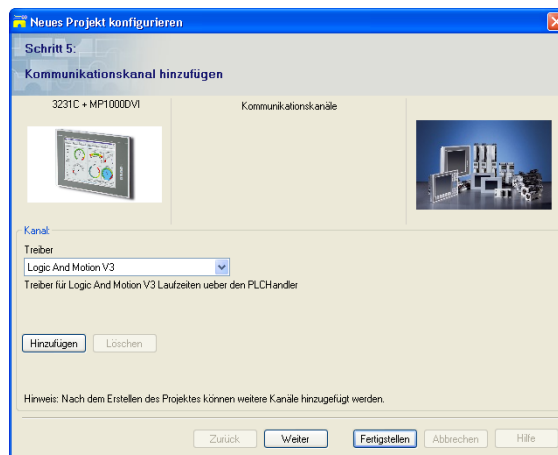 Neues Projekt konfigurieren
Schritt 5:
Kommunikationskanal hinzufügen
3231C + MP1000DVI
Kommunikationskanäle
Kanal:
Treiber
Logic And Motion V3
Treiber für Logic And Motion V3 Laufzeiten ueber den PLCHandler
Hinzufügen
Löschen
Hinweis: Nach dem Erstellen des Projektes können weitere Kanäle hinzugefügt werden.
Zurück
Weiter
Fertigstellen
Abbrechen
Hilfe